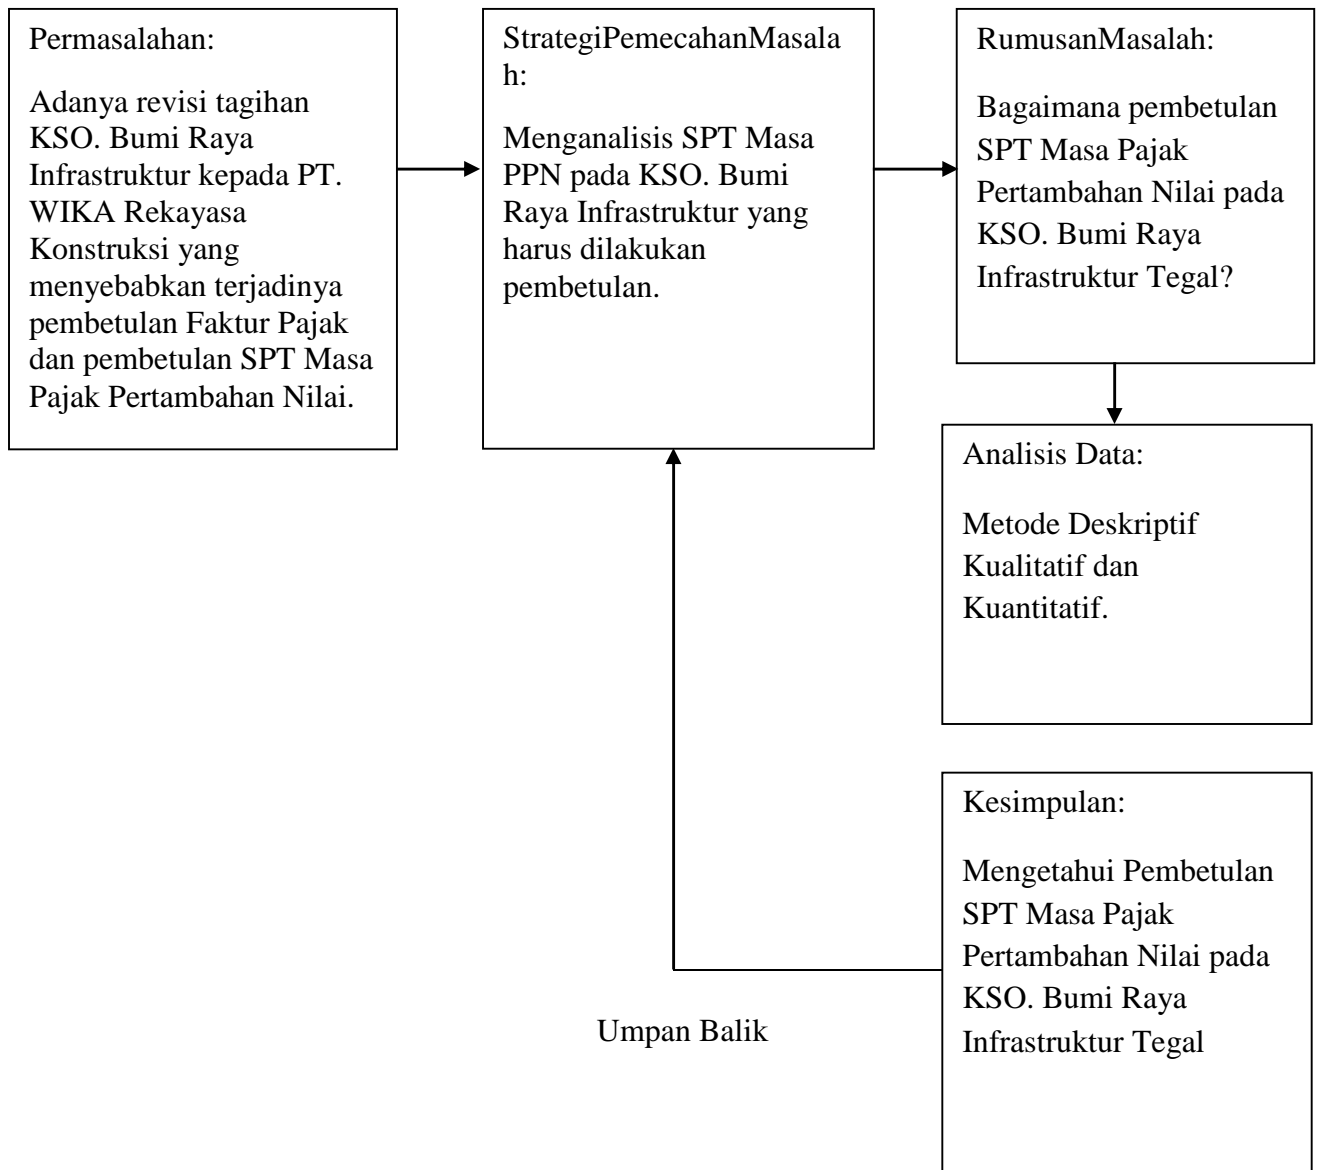 Permasalahan:
Adanya revisi tagihan
KSO. Bumi Raya
Infrastruktur kepada PT.
WIKA Rekayasa
Konstruksi yang
menyebabkan terjadinya
pembetulan Faktur Pajak
dan pembetulan SPT Masa
Pajak Pertambahan Nilai.
StrategiPemecahanMasala
h:
Menganalisis SPT Masa
PPN pada KSO. Bumi
Raya Infrastruktur yang
harus dilakukan
pembetulan.
RumusanMasalah:
Bagaimana pembetulan
SPT Masa Pajak
Pertambahan Nilai pada
KSO. Bumi Raya
Infrastruktur Tegal?
Analisis Data:
Metode Deskriptif
Kualitatif dan
Kuantitatif.
Kesimpulan:
Mengetahui Pembetulan
SPT Masa Pajak
Pertambahan Nilai pada
KSO. Bumi Raya
Infrastruktur Tegal
Umpan Balik